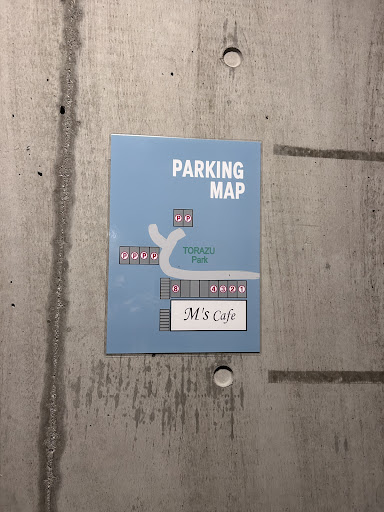 PARKING
MAP
P P
TORAZU
Park
P P P P
8 4 3 2 1
M's Cafe